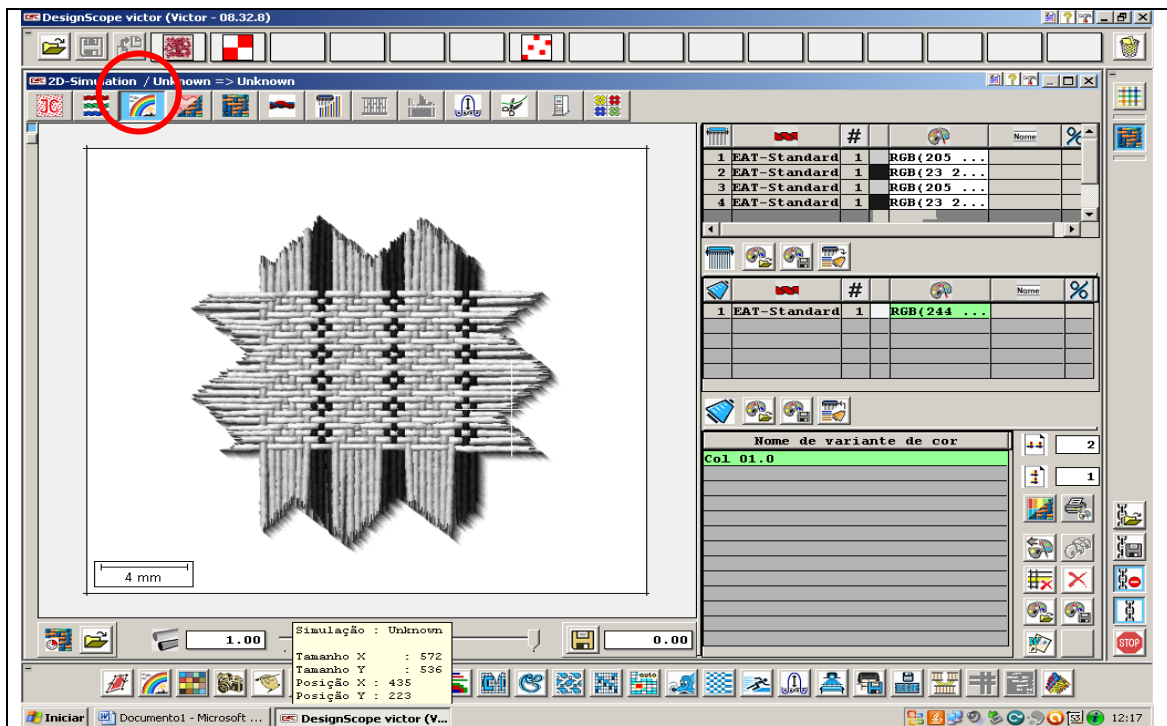 DesignScope victor (Victor - 08.32.8)
2D-Simulation / Unknown => Unknown
# Name %
1 EAT-Standard 1 RGB(205 ...
2 EAT-Standard 1 RGB(23 2...
3 EAT-Standard 1 RGB(205 ...
4 EAT-Standard 1 RGB(23 2...
# Name %
1 EAT-Standard 1 RGB(244 ...
Nome de variante de cor
2
Col 01.0
1
4 mm
STOP
1.00
0.00
Simulação : Unknown
Tamanho X : 572
Tamanho Y : 536
Posição X : 435
Posição Y : 223
auto
Iniciar
Documento1 - Microsoft ...
DesignScope victor (V...
12:17